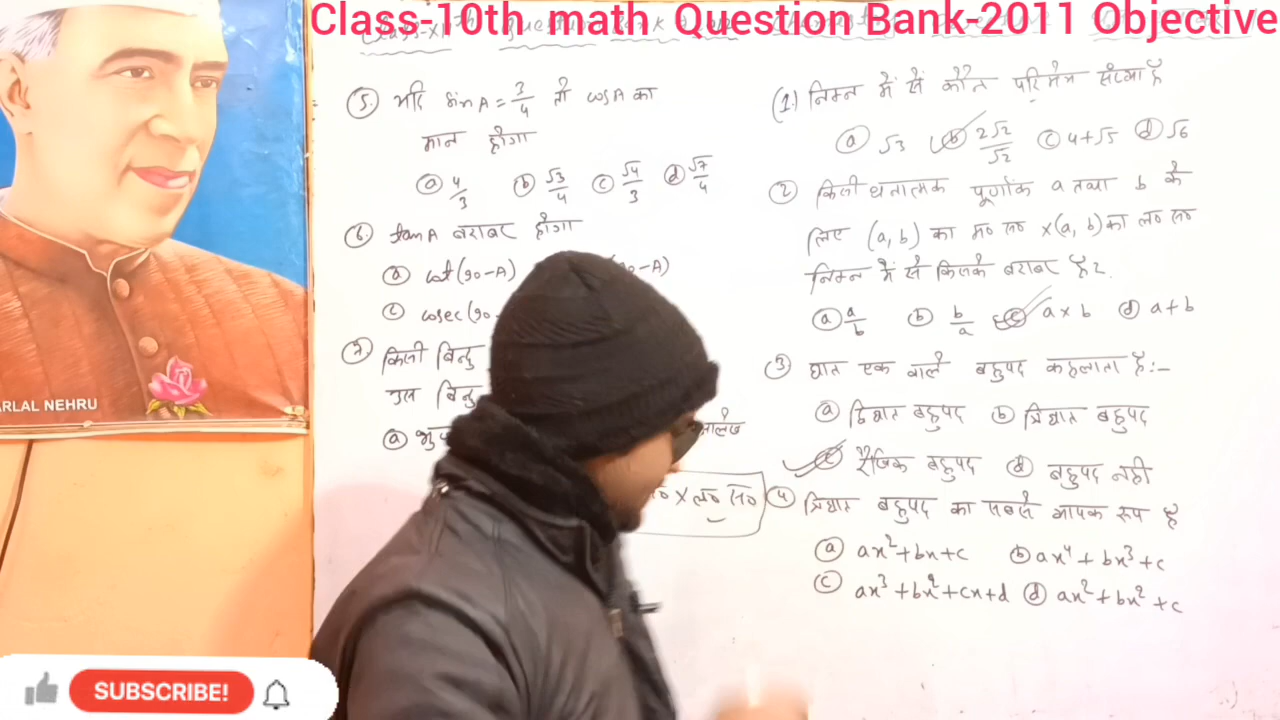 Class-10th math Question Bank-2011 Objective
5. यदि sin A = 3/4 तो cos A का
मान होगा
(a) 4/3 (b) √3/4 (c) √4/3 (d) √7/4
6. tan A बराबर होगा
(a) cot(90-A) 0-A)
(c) cosec(90-
7. किसी बिन्दु
उस बिन्दु
(a)
× ल० स०
(1.) निम्न में से कौन परिमेय संख्या है
(a) √3 (b) 2√2/√2 (c) 4+√5 (d) √6
(2) किसी धनात्मक पूर्णांक a तथा b के
लिए (a, b) का म० स० ×(a, b) का ल० स०
निम्न में से किसके बराबर है?
(a) a/b (b) b/a (c) a×b (d) a+b
(3) घात एक वाले बहुपद कहलाता है:-
(a) द्विघात बहुपद (b) त्रिघात बहुपद
(c) रैखिक बहुपद (d) बहुपद नही
(4) त्रिघात बहुपद का सबसे व्यापक रूप है
(a) ax²+bx+c (b) ax⁴+bx³+c
(c) ax³+bx²+cx+d (d) ax²+bx²+c
ARLAL NEHRU
SUBSCRIBE!